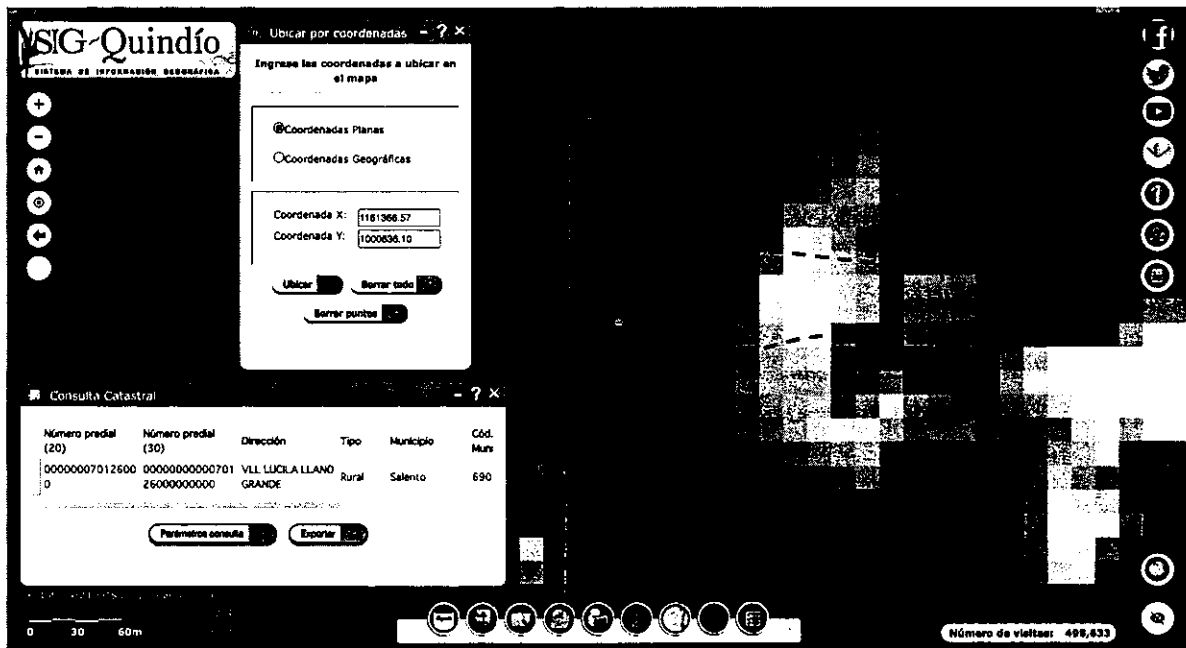 SIG-Quindío
SISTEMA DE INFORMACIÓN GEOGRÁFICA
Ubicar por coordenadas - ? ×
Ingrese las coordenadas a ubicar en
el mapa
Coordenadas Planas
Coordenadas Geográficas
Coordenada X: 1161366.57
Coordenada Y: 1000636.10
Ubicar
Borrar todo
Borrar puntos
Consulta Catastral - ? ×
Número predial (20) Número predial (30) Dirección Tipo Municipio Cód.
00000007012600 0 00000000000701 26000000000 VLL LUCILA LLANO GRANDE Rural Salento 690
Parámetros consulta
Exportar
0 30 60m
Número de visitas: 495,633